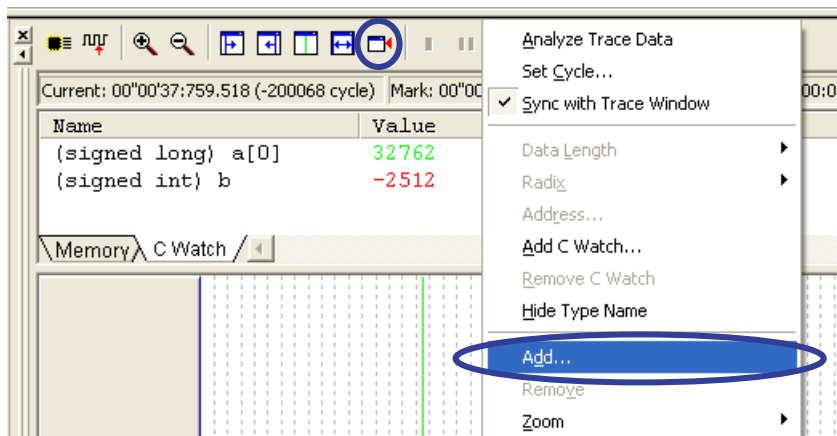 Current: 00"00'37:759.518 (-200068 cycle) Mark: 00"00
00:0
Name Value
(signed long) a[0] 32762
(signed int) b -2512
Memory C Watch
Analyze Trace Data
Set Cycle...
Sync with Trace Window
Data Length
Radix
Address...
Add C Watch...
Remove C Watch
Hide Type Name
Add...
Remove
Zoom